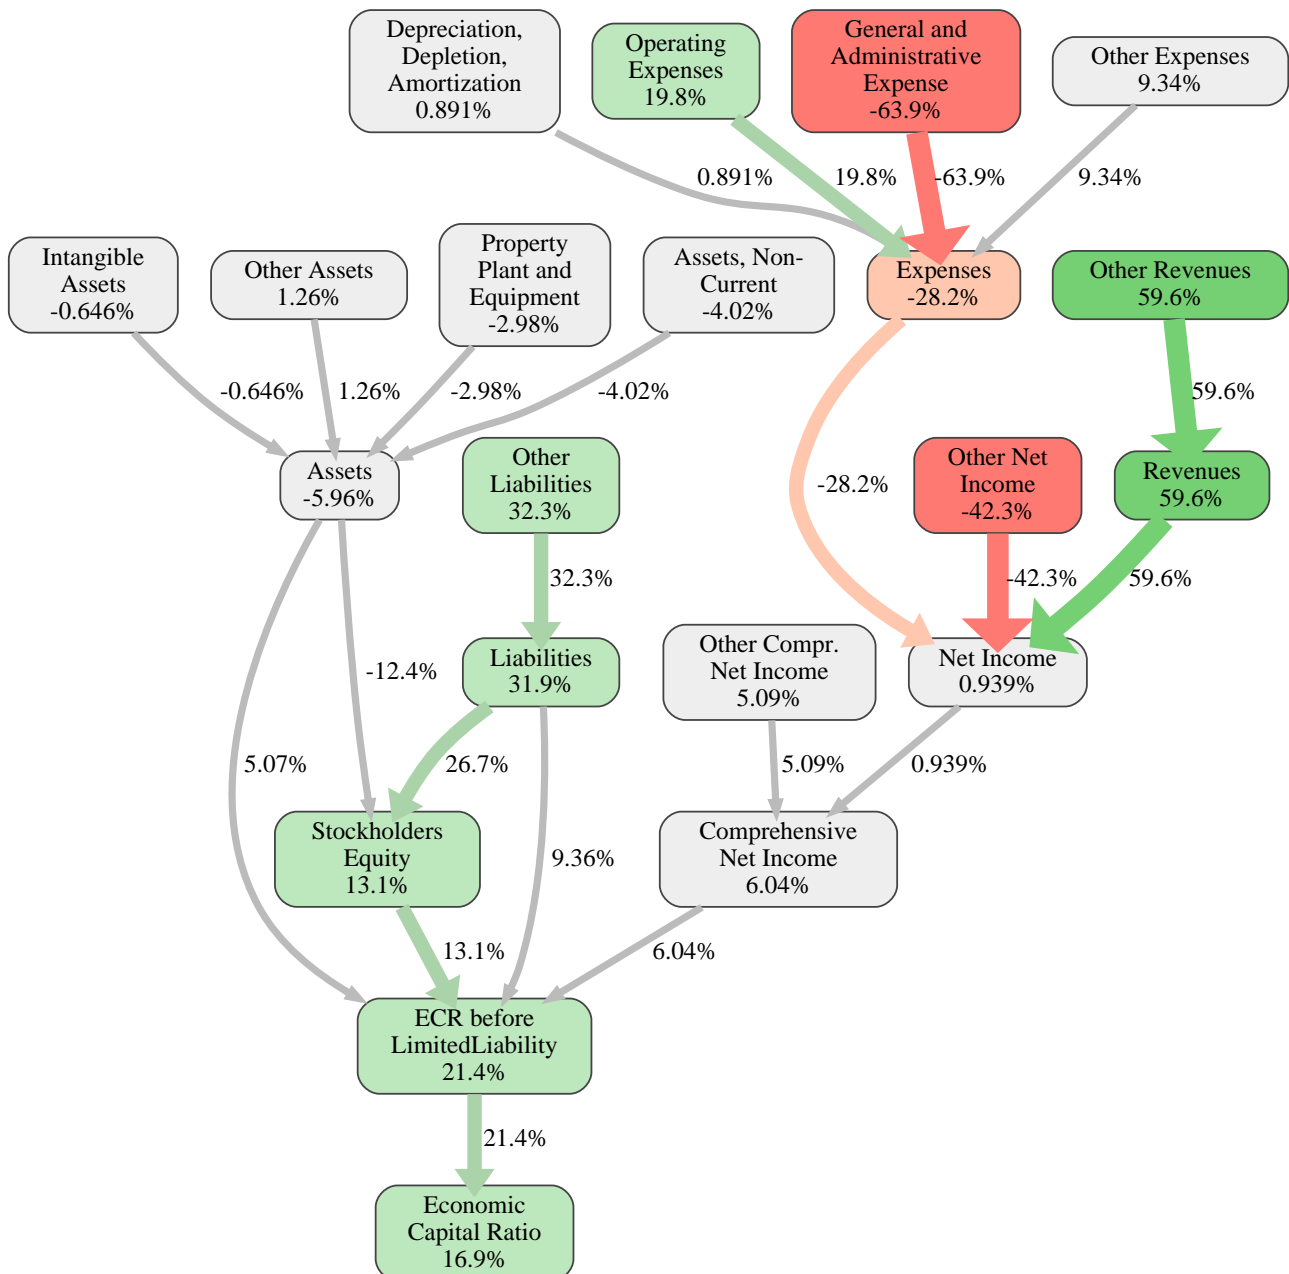 Depreciation,
Depletion,
Amortization
0.891%
Operating
Expenses
19.8%
General and
Administrative
Expense
-63.9%
Other Expenses
9.34%
0.891%
19.8%
-63.9%
9.34%
Intangible
Assets
-0.646%
Other Assets
1.26%
Property
Plant and
Equipment
-2.98%
Assets, Non-
Current
-4.02%
Expenses
-28.2%
Other Revenues
59.6%
-0.646%
1.26%
-2.98%
-4.02%
59.6%
Assets
-5.96%
Other
Liabilities
32.3%
-28.2%
Other Net
Income
-42.3%
Revenues
59.6%
32.3%
-42.3%
59.6%
-12.4%
Liabilities
31.9%
Other Compr.
Net Income
5.09%
Net Income
0.939%
5.07%
26.7%
5.09%
0.939%
Stockholders
Equity
13.1%
9.36%
Comprehensive
Net Income
6.04%
13.1%
6.04%
ECR before
LimitedLiability
21.4%
21.4%
Economic
Capital Ratio
16.9%